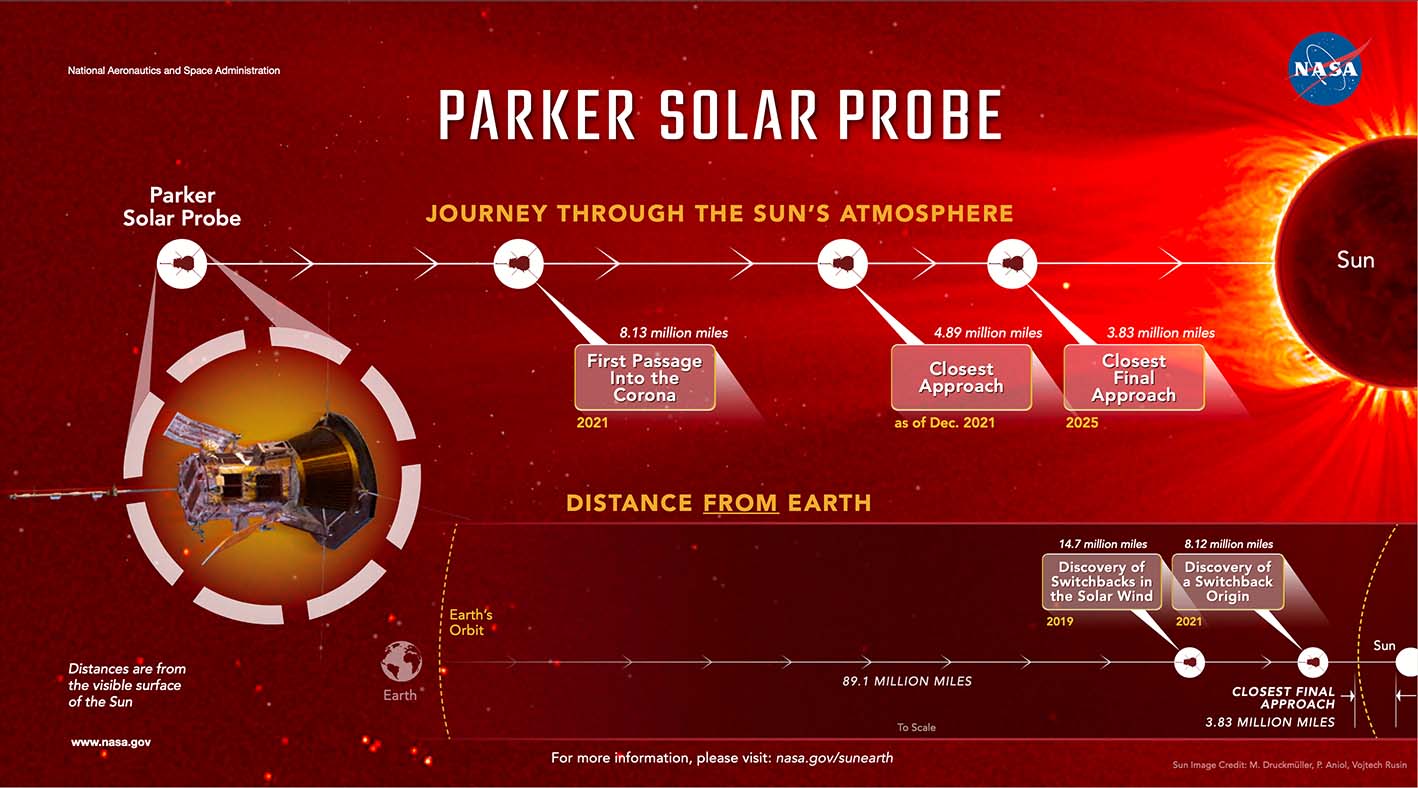 National Aeronautics and Space Administration
NASA
PARKER SOLAR PROBE
Parker
Solar Probe
JOURNEY THROUGH THE SUN'S ATMOSPHERE
Sun
8.13 million miles
First Passage
Into the
Corona
2021
4.89 million miles
Closest
Approach
as of Dec. 2021
3.83 million miles
Closest
Final
Approach
2025
DISTANCE FROM EARTH
Earth's
Orbit
Earth
14.7 million miles
Discovery of
Switchbacks in
the Solar Wind
2019
8.12 million miles
Discovery of
a Switchback
Origin
2021
Sun
89.1 MILLION MILES
CLOSEST FINAL
APPROACH
3.83 MILLION MILES
To Scale
Distances are from
the visible surface
of the Sun
www.nasa.gov
For more information, please visit: nasa.gov/sunearth
Sun Image Credit: M. Druckmüller, P. Aniol, Vojtech Rusin